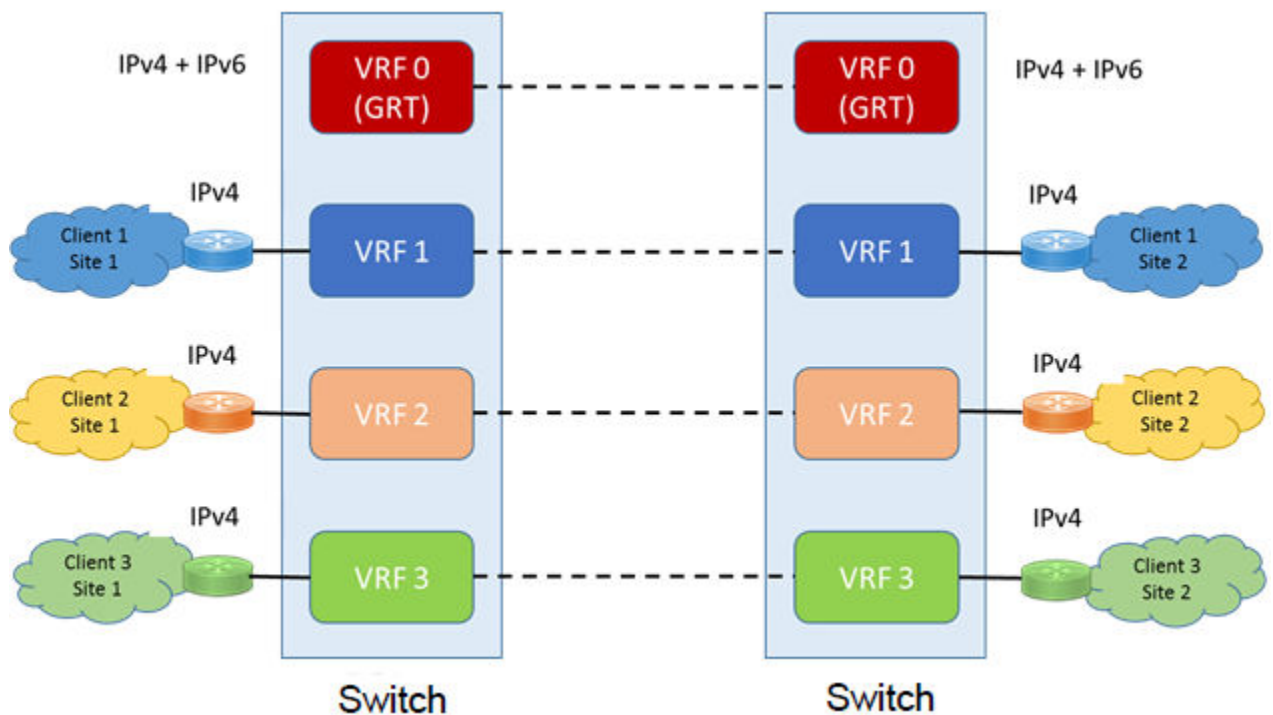 IPv4 + IPv6
VRF 0
(GRT)
VRF 0
(GRT)
IPv4 + IPv6
IPv4
Client 1
Site 1
VRF 1
VRF 1
IPv4
Client 1
Site 2
IPv4
Client 2
Site 1
VRF 2
VRF 2
IPv4
Client 2
Site 2
IPv4
Client 3
Site 1
VRF 3
VRF 3
IPv4
Client 3
Site 2
Switch
Switch